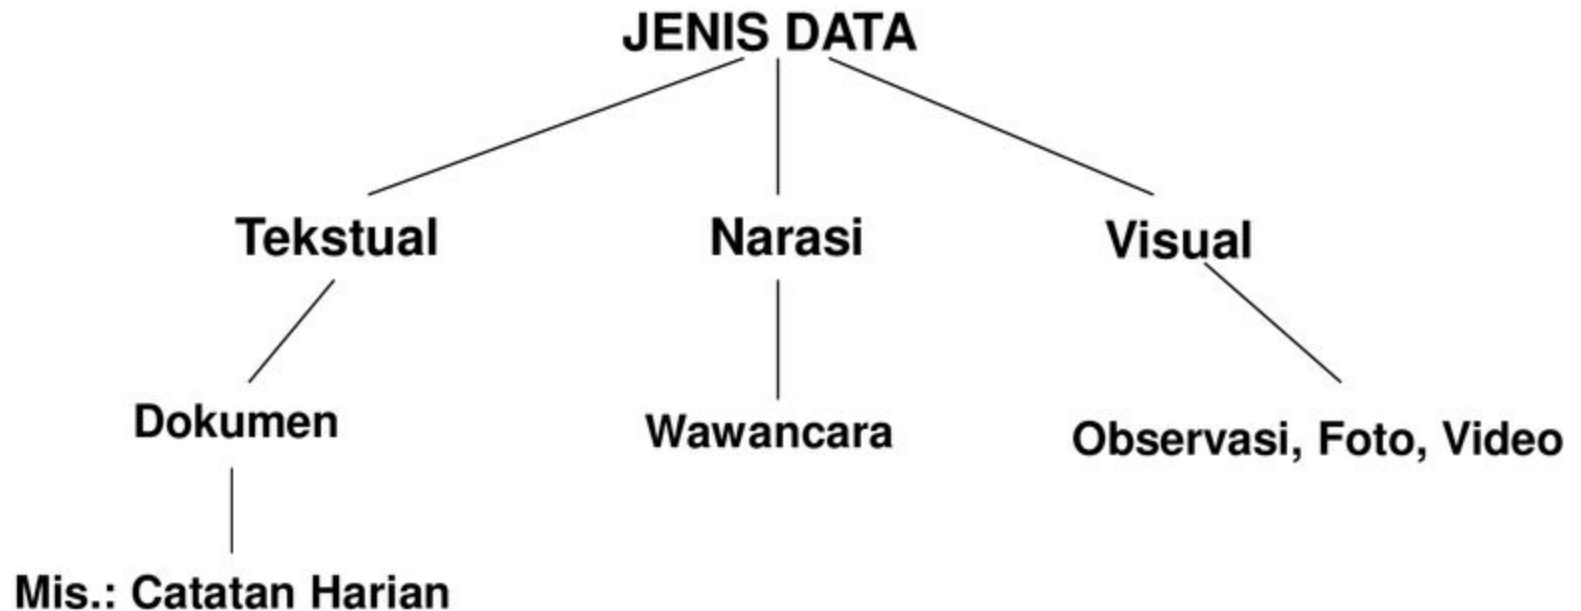 JENIS DATA
Tekstual
Narasi
Visual
Dokumen
Wawancara
Observasi, Foto, Video
Mis.: Catatan Harian